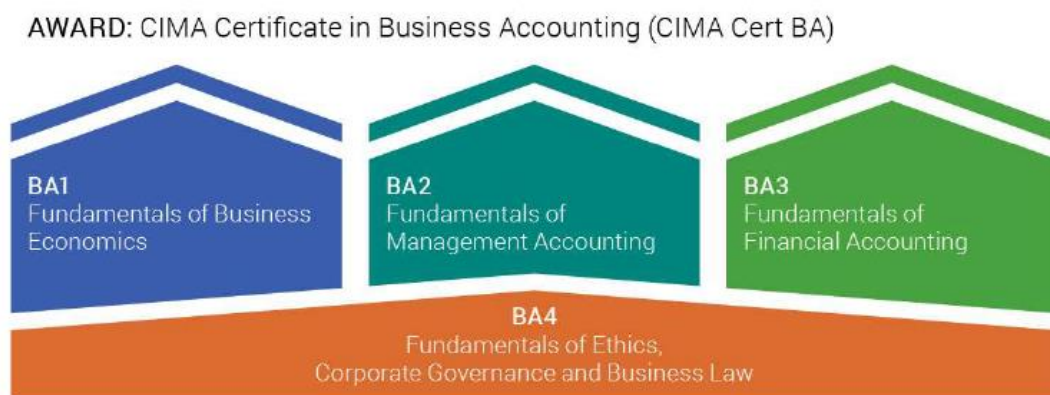 AWARD: CIMA Certificate in Business Accounting (CIMA Cert BA)
BA1
Fundamentals of Business
Economics
BA2
Fundamentals of
Management Accounting
BA3
Fundamentals of
Financial Accounting
BA4
Fundamentals of Ethics,
Corporate Governance and Business Law